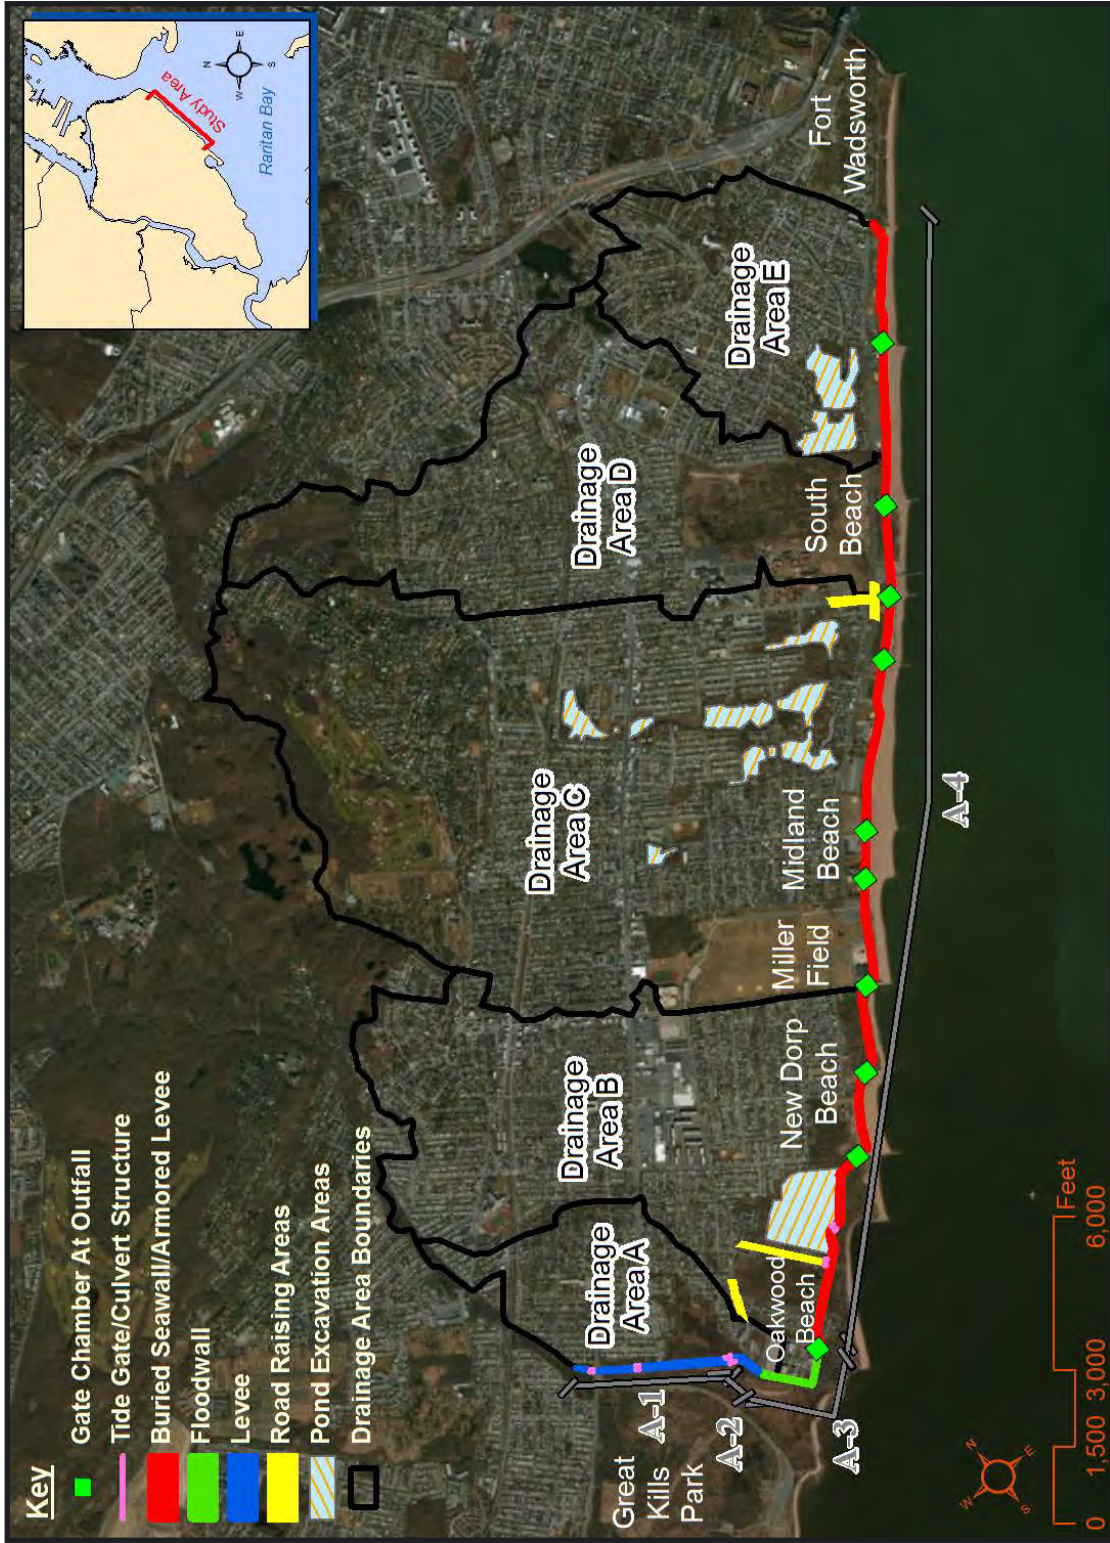 Key
Gate Chamber At Outfall
Tide Gate/Culvert Structure
Buried Seawall/Armored Levee
Floodwall
Levee
Road Raising Areas
Pond Excavation Areas
Drainage Area Boundaries
N
E
S
W
Study Area
Raritan Bay
Drainage
Area A
Drainage
Area B
Drainage
Area C
Drainage
Area D
Drainage
Area E
Great
Kills
Park
Oakwood
Beach
New Dorp
Beach
Miller
Field
Midland
Beach
South
Beach
Fort
Wadsworth
A-1
A-2
A-3
A-4
N
E
S
W
0 1,500 3,000 6,000
Feet